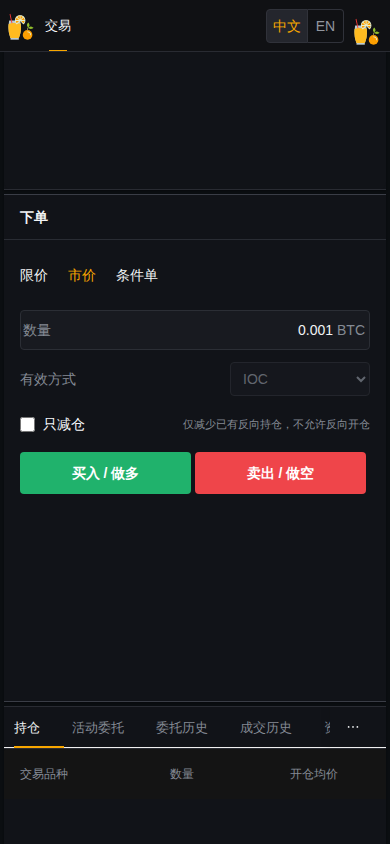 交易 中文 EN
下单
限价 市价 条件单
数量 0.001 BTC
有效方式 IOC
只减仓 仅减少已有反向持仓，不允许反向开仓
买入 / 做多 卖出 / 做空
持仓 活动委托 委托历史 成交历史 ···
交易品种 数量 开仓均价